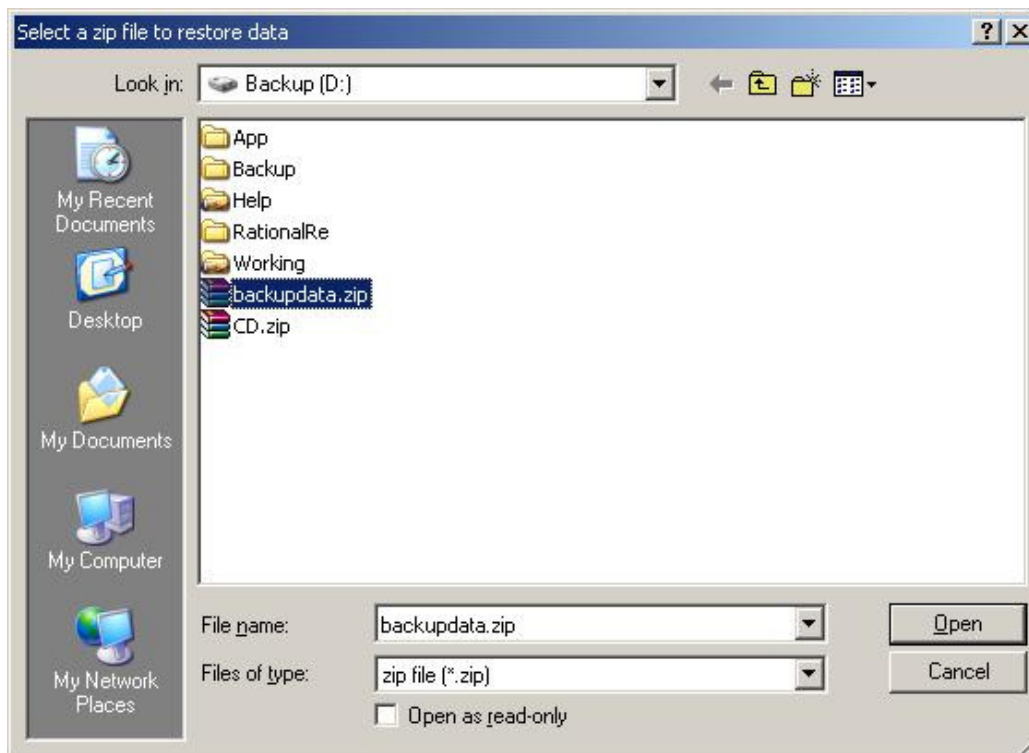 Select a zip file to restore data
Look in: Backup (D:)
My Recent
Documents
Desktop
My Documents
My Computer
My Network
Places
App
Backup
Help
RationalRe
Working
backupdata.zip
CD.zip
File name: backupdata.zip Open
Files of type: zip file (*.zip) Cancel
Open as read-only